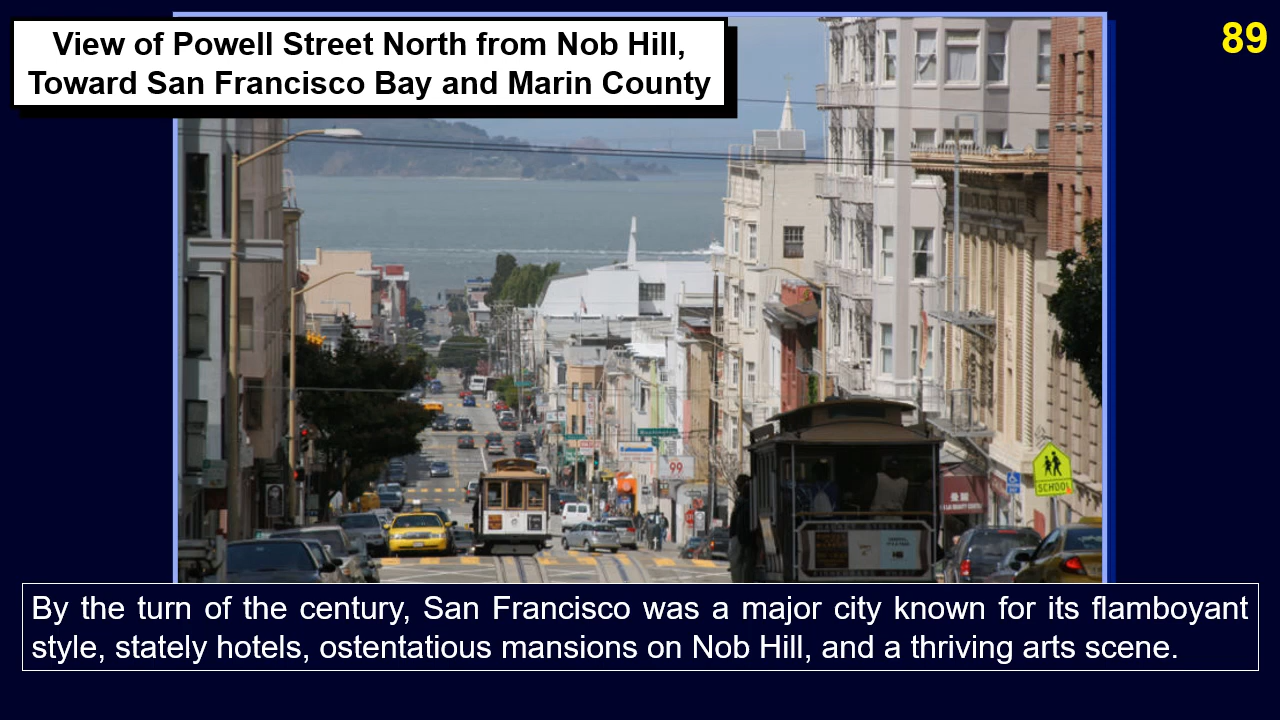 View of Powell Street North from Nob Hill,
Toward San Francisco Bay and Marin County
89
Washington
99
SCHOOL
By the turn of the century, San Francisco was a major city known for its flamboyant
style, stately hotels, ostentatious mansions on Nob Hill, and a thriving arts scene.